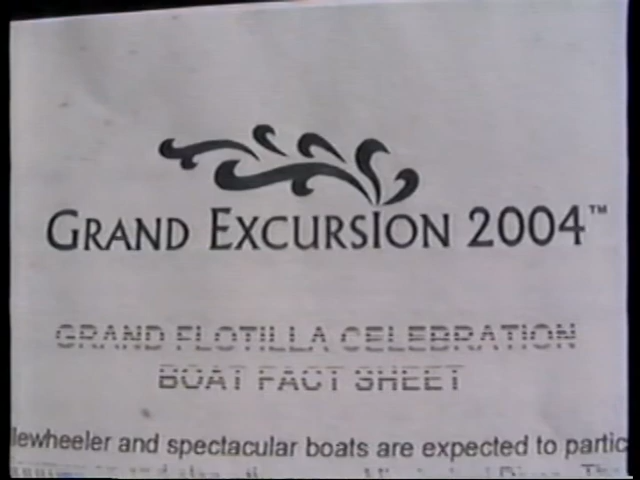 GRAND EXCURSION 2004™
GRAND FLOTILLA CELEBRATION
BOAT FACT SHEET
lewheeler and spectacular boats are expected to partic